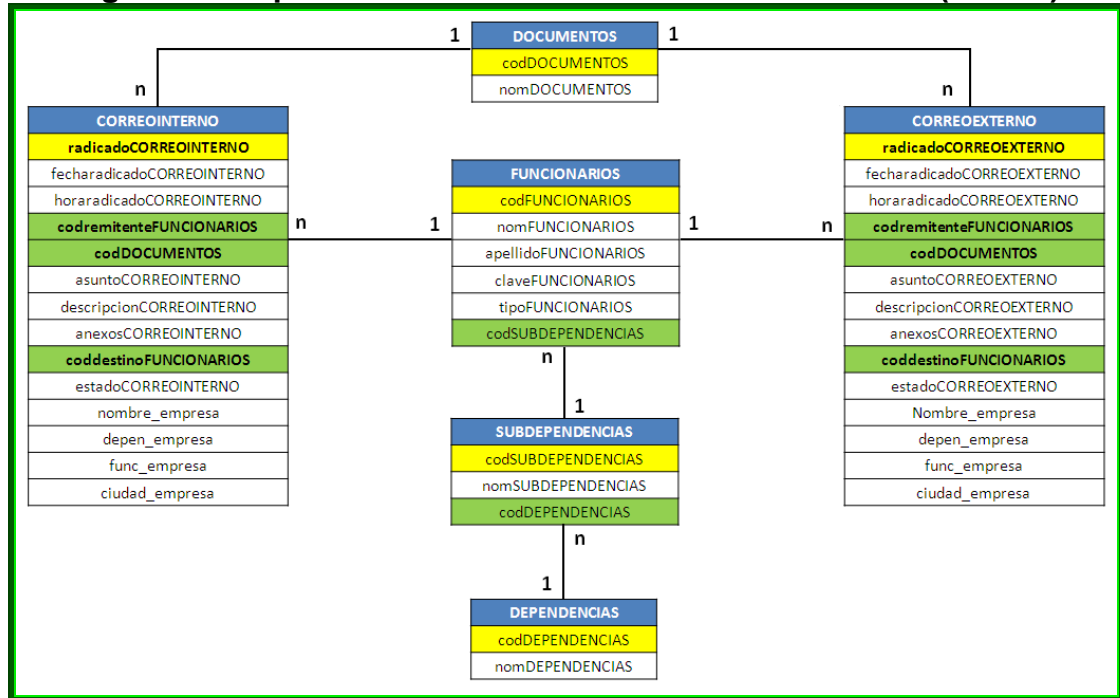 1
DOCUMENTOS
1
codDOCUMENTOS
nomDOCUMENTOS
n
n
CORREOINTERNO
radicadoCORREOINTERNO
fecharadicadoCORREOINTERNO
horaradicadoCORREOINTERNO
codremitenteFUNCIONARIOS
codDOCUMENTOS
asuntoCORREOINTERNO
descripcionCORREOINTERNO
anexosCORREOINTERNO
coddestinoFUNCIONARIOS
estadoCORREOINTERNO
nombre_empresa
depen_empresa
func_empresa
ciudad_empresa
n
1
FUNCIONARIOS
codFUNCIONARIOS
nomFUNCIONARIOS
apellidoFUNCIONARIOS
claveFUNCIONARIOS
tipoFUNCIONARIOS
codSUBDEPENDENCIAS
1
n
CORREOEXTERNO
radicadoCORREOEXTERNO
fecharadicadoCORREOEXTERNO
horaradicadoCORREOEXTERNO
codremitenteFUNCIONARIOS
codDOCUMENTOS
asuntoCORREOEXTERNO
descripcionCORREOEXTERNO
anexosCORREOEXTERNO
coddestinoFUNCIONARIOS
estadoCORREOEXTERNO
Nombre_empresa
depen_empresa
func_empresa
ciudad_empresa
n
1
SUBDEPENDENCIAS
codSUBDEPENDENCIAS
nomSUBDEPENDENCIAS
codDEPENDENCIAS
n
1
DEPENDENCIAS
codDEPENDENCIAS
nomDEPENDENCIAS